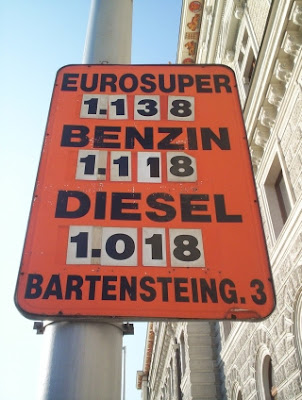 EUROSUPER
1.138
BENZIN
1.118
DIESEL
1.018
BARTENSTEING. 3